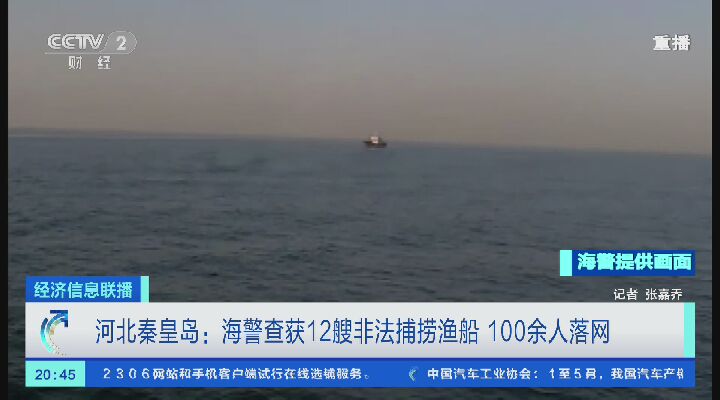 CCTV 2
财经
重播
海警提供画面
记者 张嘉乔
经济信息联播
河北秦皇岛：海警查获12艘非法捕捞渔船 100余人落网
20:45 2306网站和手机客户端试行在线选铺服务。 中国汽车工业协会：1至5月，我国汽车产销